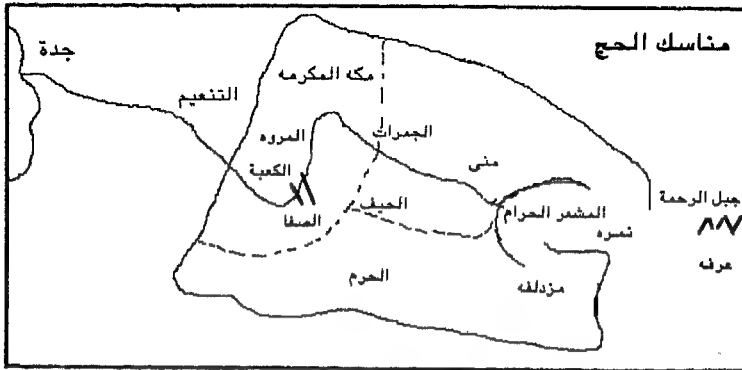 مناسك الحج
جدة
مكه المكرمه
التنعيم
المروه
الجمرات
الكعبة
منى
جبل الرحمة
الصفا
الحيف
المشعر الحرام
نمره
عرفه
الحرم
مزدلفه